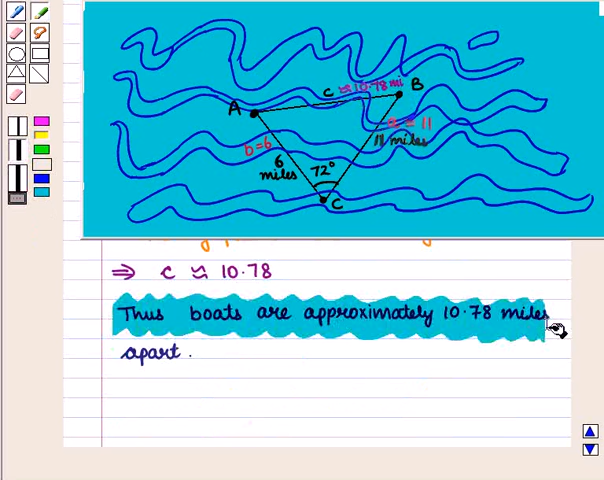 c ≈ 10.78 mi
A
B
a = 11
11 miles
b = 6
6
miles
72°
C
⇒ c ≈ 10.78
Thus boats are approximately 10.78 miles
apart.